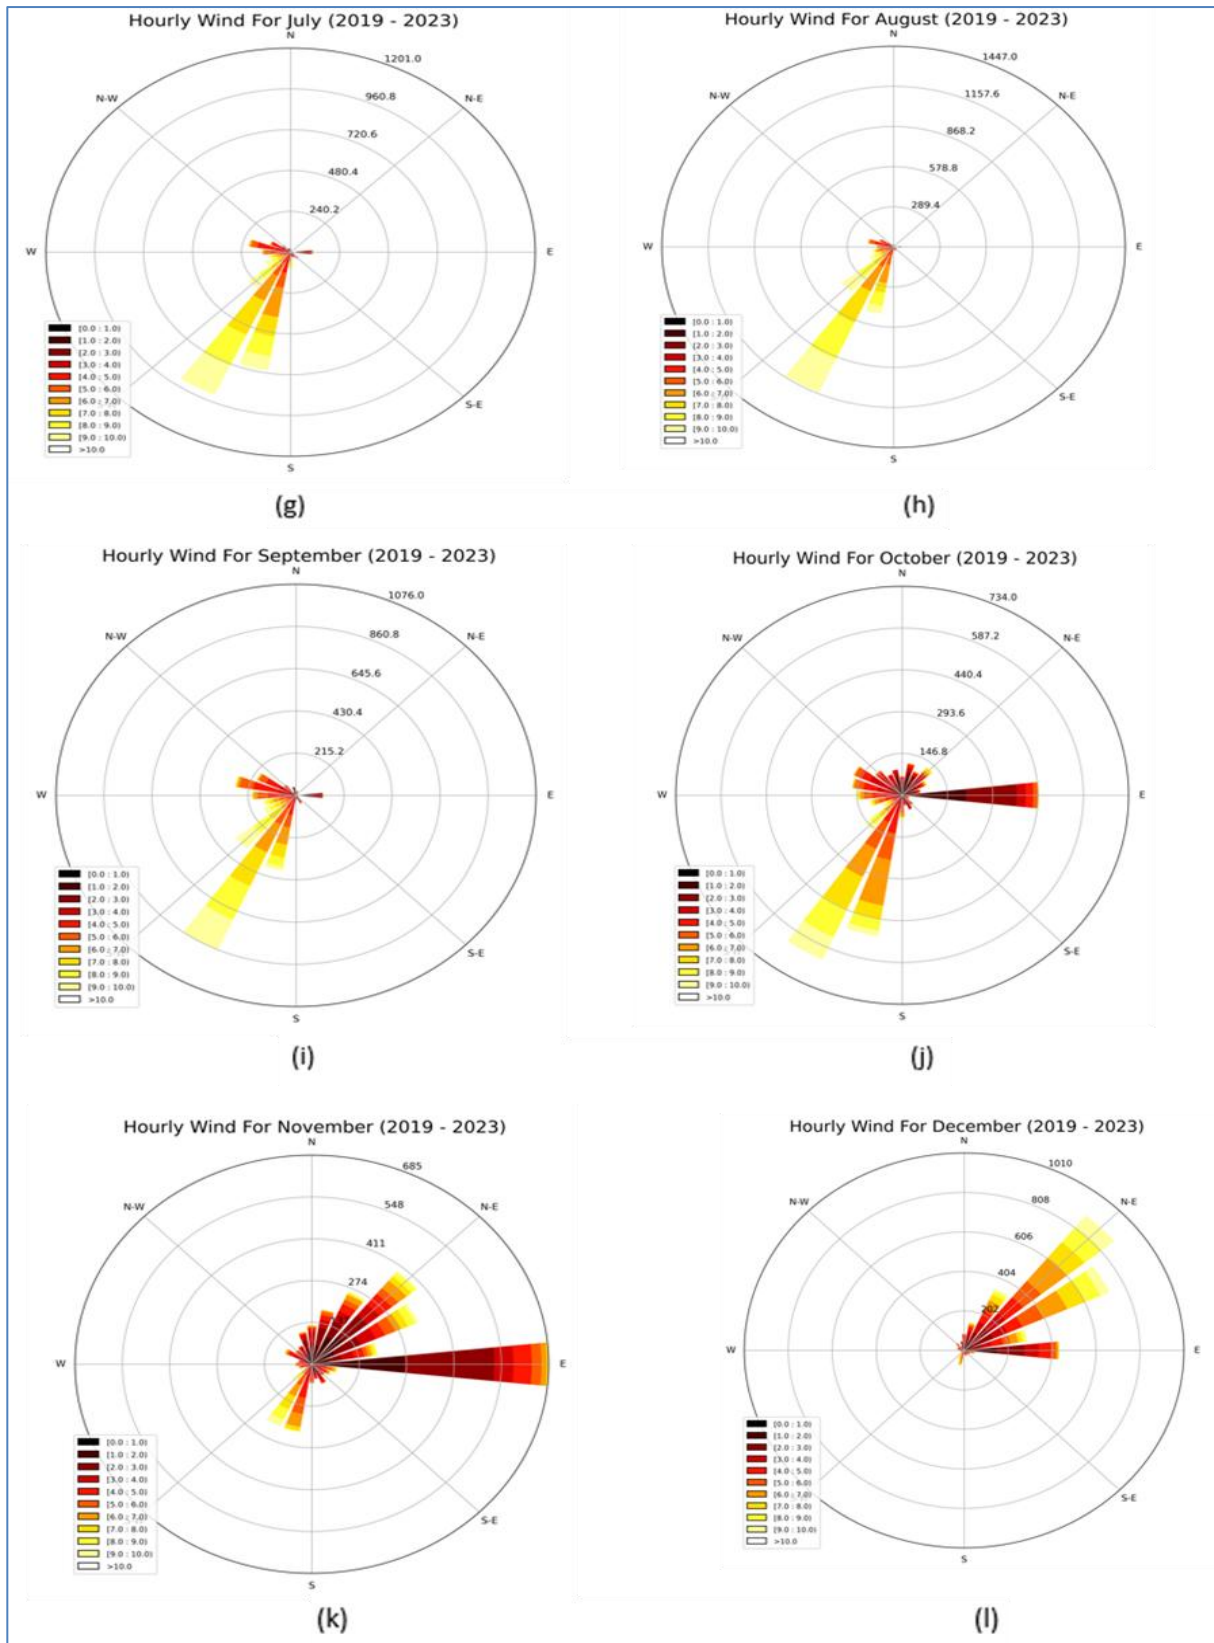 Hourly Wind For July (2019 - 2023)
N
1201.0
N-W
960.8
N-E
720.6
480.4
240.2
W
E
[0.0 : 1.0)
[1.0 : 2.0)
[2.0 : 3.0)
[3.0 : 4.0)
[4.0 : 5.0)
[5.0 : 6.0)
[6.0 : 7.0)
[7.0 : 8.0)
[8.0 : 9.0)
[9.0 : 10.0)
>10.0
S-E
S
(g)
Hourly Wind For August (2019 - 2023)
N
1447.0
N-W
1157.6
N-E
868.2
578.8
289.4
W
E
[0.0 : 1.0)
[1.0 : 2.0)
[2.0 : 3.0)
[3.0 : 4.0)
[4.0 : 5.0)
[5.0 : 6.0)
[6.0 : 7.0)
[7.0 : 8.0)
[8.0 : 9.0)
[9.0 : 10.0)
>10.0
S-E
S
(h)
Hourly Wind For September (2019 - 2023)
N
1076.0
N-W
860.8
N-E
645.6
430.4
215.2
W
E
[0.0 : 1.0)
[1.0 : 2.0)
[2.0 : 3.0)
[3.0 : 4.0)
[4.0 : 5.0)
[5.0 : 6.0)
[6.0 : 7.0)
[7.0 : 8.0)
[8.0 : 9.0)
[9.0 : 10.0)
>10.0
S-E
S
(i)
Hourly Wind For October (2019 - 2023)
N
734.0
N-W
587.2
N-E
440.4
293.6
146.8
W
E
[0.0 : 1.0)
[1.0 : 2.0)
[2.0 : 3.0)
[3.0 : 4.0)
[4.0 : 5.0)
[5.0 : 6.0)
[6.0 : 7.0)
[7.0 : 8.0)
[8.0 : 9.0)
[9.0 : 10.0)
>10.0
S-E
S
(j)
Hourly Wind For November (2019 - 2023)
N
685
N-W
548
N-E
411
274
W
E
[0.0 : 1.0)
[1.0 : 2.0)
[2.0 : 3.0)
[3.0 : 4.0)
[4.0 : 5.0)
[5.0 : 6.0)
[6.0 : 7.0)
[7.0 : 8.0)
[8.0 : 9.0)
[9.0 : 10.0)
>10.0
S-E
S
(k)
Hourly Wind For December (2019 - 2023)
N
1010
N-W
808
N-E
606
404
202
W
E
[0.0 : 1.0)
[1.0 : 2.0)
[2.0 : 3.0)
[3.0 : 4.0)
[4.0 : 5.0)
[5.0 : 6.0)
[6.0 : 7.0)
[7.0 : 8.0)
[8.0 : 9.0)
[9.0 : 10.0)
>10.0
S-E
S
(l)